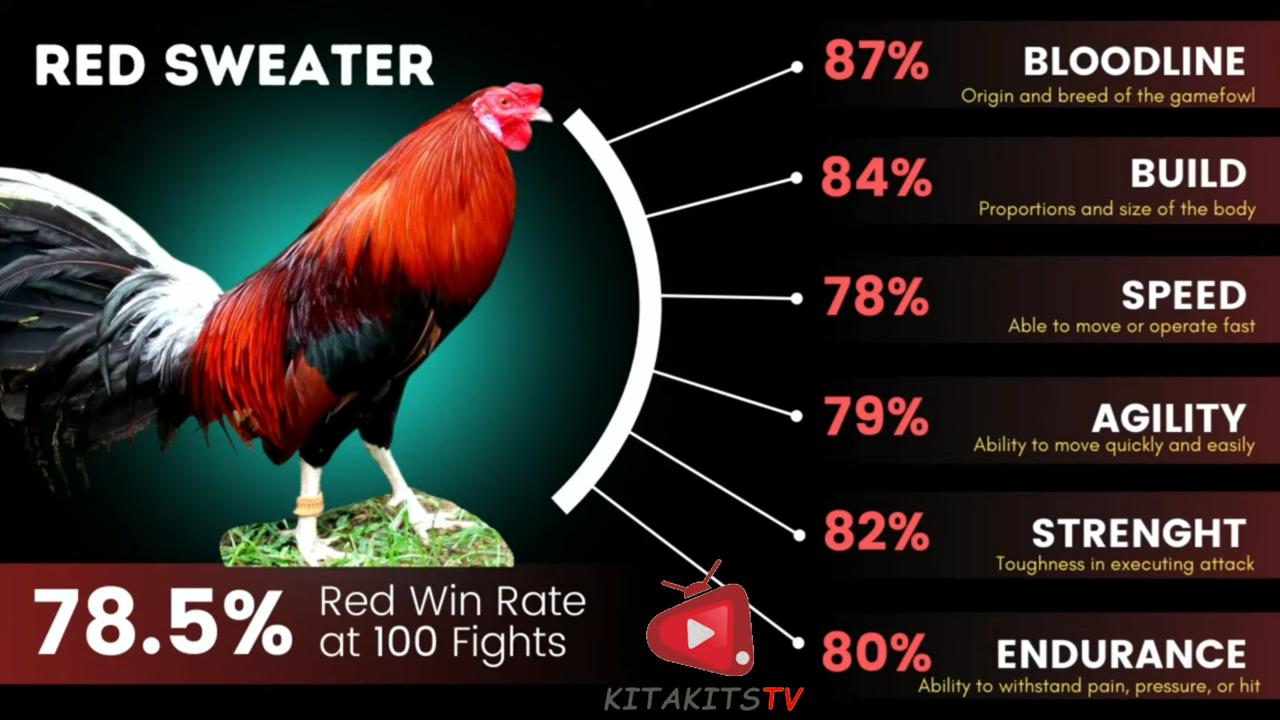 RED SWEATER
87% BLOODLINE
Origin and breed of the gamefowl
84% BUILD
Proportions and size of the body
78% SPEED
Able to move or operate fast
79% AGILITY
Ability to move quickly and easily
82% STRENGHT
Toughness in executing attack
80% ENDURANCE
Ability to withstand pain, pressure, or hit
78.5% Red Win Rate
at 100 Fights
KITAKITSTV